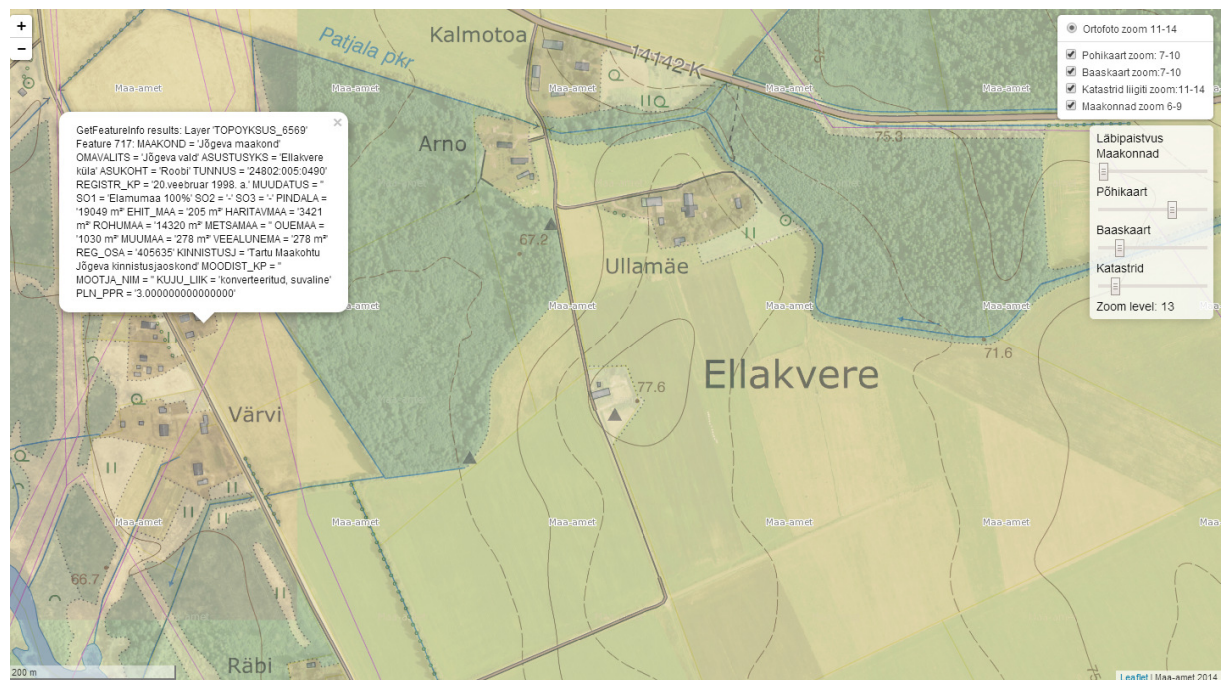 +
−
Patjala pkr
Kalmotoa
14142 K
75
Ortofoto zoom 11-14
Pohikaart zoom: 7-10
Baaskaart zoom:7-10
Katastrid liigiti zoom:11-14
Makonnad zoom 6-9
Maa-amet
Maa-amet
Maa-amet
Maa-amet
Maa-amet
×
GetFeatureInfo results: Layer 'TOPOYKSUS_6569'
Feature 717: MAAKOND = 'Jõgeva maakond'
OMAVALITS = 'Jõgeva vald' ASUSTUSYKS = 'Ellakvere
küla' ASUKOHT = 'Roobi' TUNNUS = '24802:005:0490'
REGISTR_KP = '20.veebruar 1998. a.' MUUDATUS = ''
SO1 = 'Elamumaa 100%' SO2 = '-' SO3 = '-' PINDALA =
'19049 m²' EHIT_MAA = '205 m²' HARITAVMAA = '3421
m²' ROHUMAA = '14320 m²' METSAMAA = '' OUEMAA =
'1030 m²' MUUMAA = '278 m²' VEEALUNEMA = '278 m²'
REG_OSA = '405635' KINNISTUSJ = 'Tartu Maakohtu
Jõgeva kinnistusjaoskond' MOODIST_KP = ''
MOOTJA_NIM = '' KUJU_LIIK = 'konverteeritud, suvaline'
PLN_PPR = '3.000000000000000'
Arno
75.3
Läbipaistvus
Maakonnad
Põhikaart
Baaskaart
Katastrid
Zoom level: 13
67.2
Ullamäe
Maa-amet
Maa-amet
Maa-amet
Maa-amet
71.6
77.6
Ellakvere
Värvi
Maa-amet
Maa-amet
Maa-amet
Maa-amet
Maa-amet
Maa
66.7
Räbi
75
200 m
Leaflet | Maa-amet 2014